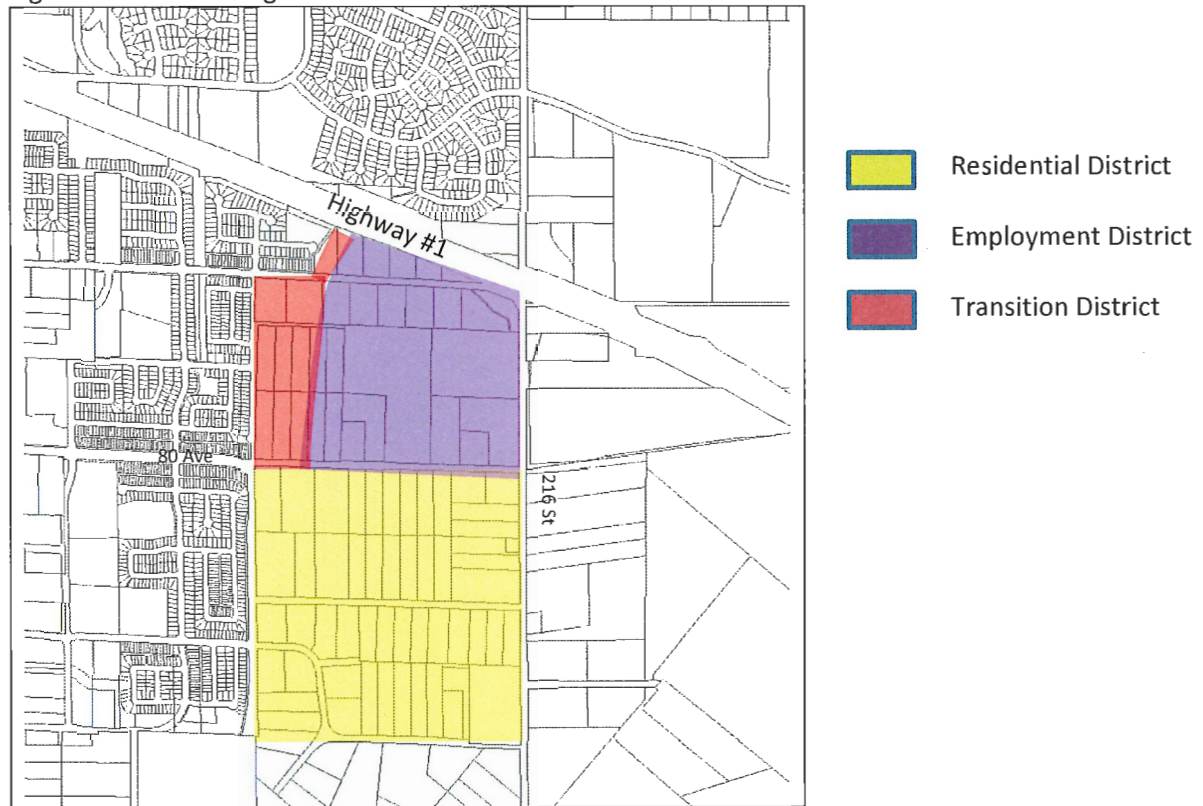 Highway #1
80 Ave
216 St
Residential District
Employment District
Transition District